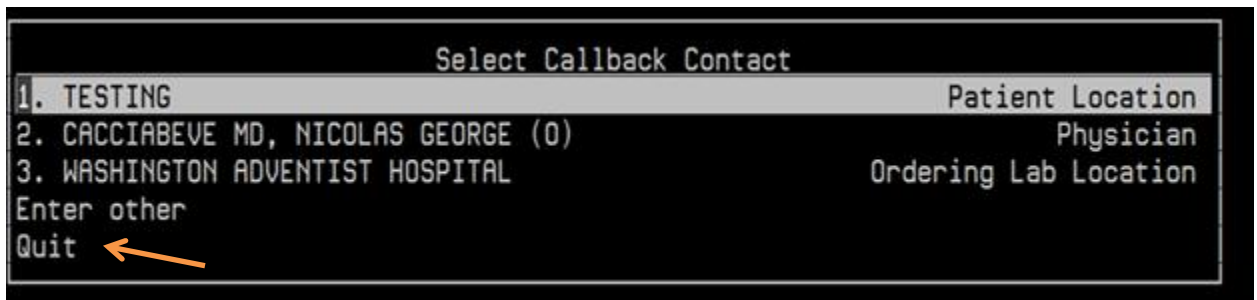 Select Callback Contact
1. TESTING Patient Location
2. CACCIABEVE MD, NICOLAS GEORGE (O) Physician
3. WASHINGTON ADVENTIST HOSPITAL Ordering Lab Location
Enter other
Quit